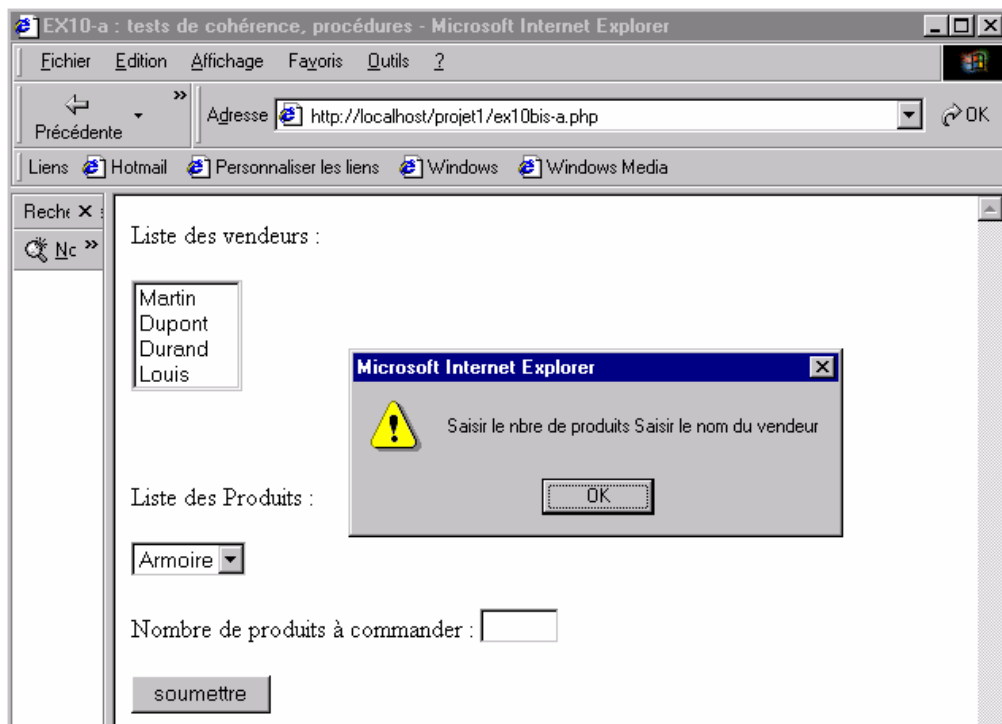 EX10-a : tests de cohérence, procédures - Microsoft Internet Explorer
Fichier Edition Affichage Favoris Outils ?
Précédente » Adresse http://localhost/projet1/ex10bis-a.php OK
Liens Hotmail Personnaliser les liens Windows Windows Media
Reche
Nc »
Liste des vendeurs :
Martin
Dupont
Durand
Louis
Microsoft Internet Explorer
Saisir le nbre de produits Saisir le nom du vendeur
OK
Liste des Produits :
Armoire
Nombre de produits à commander :
soumettre